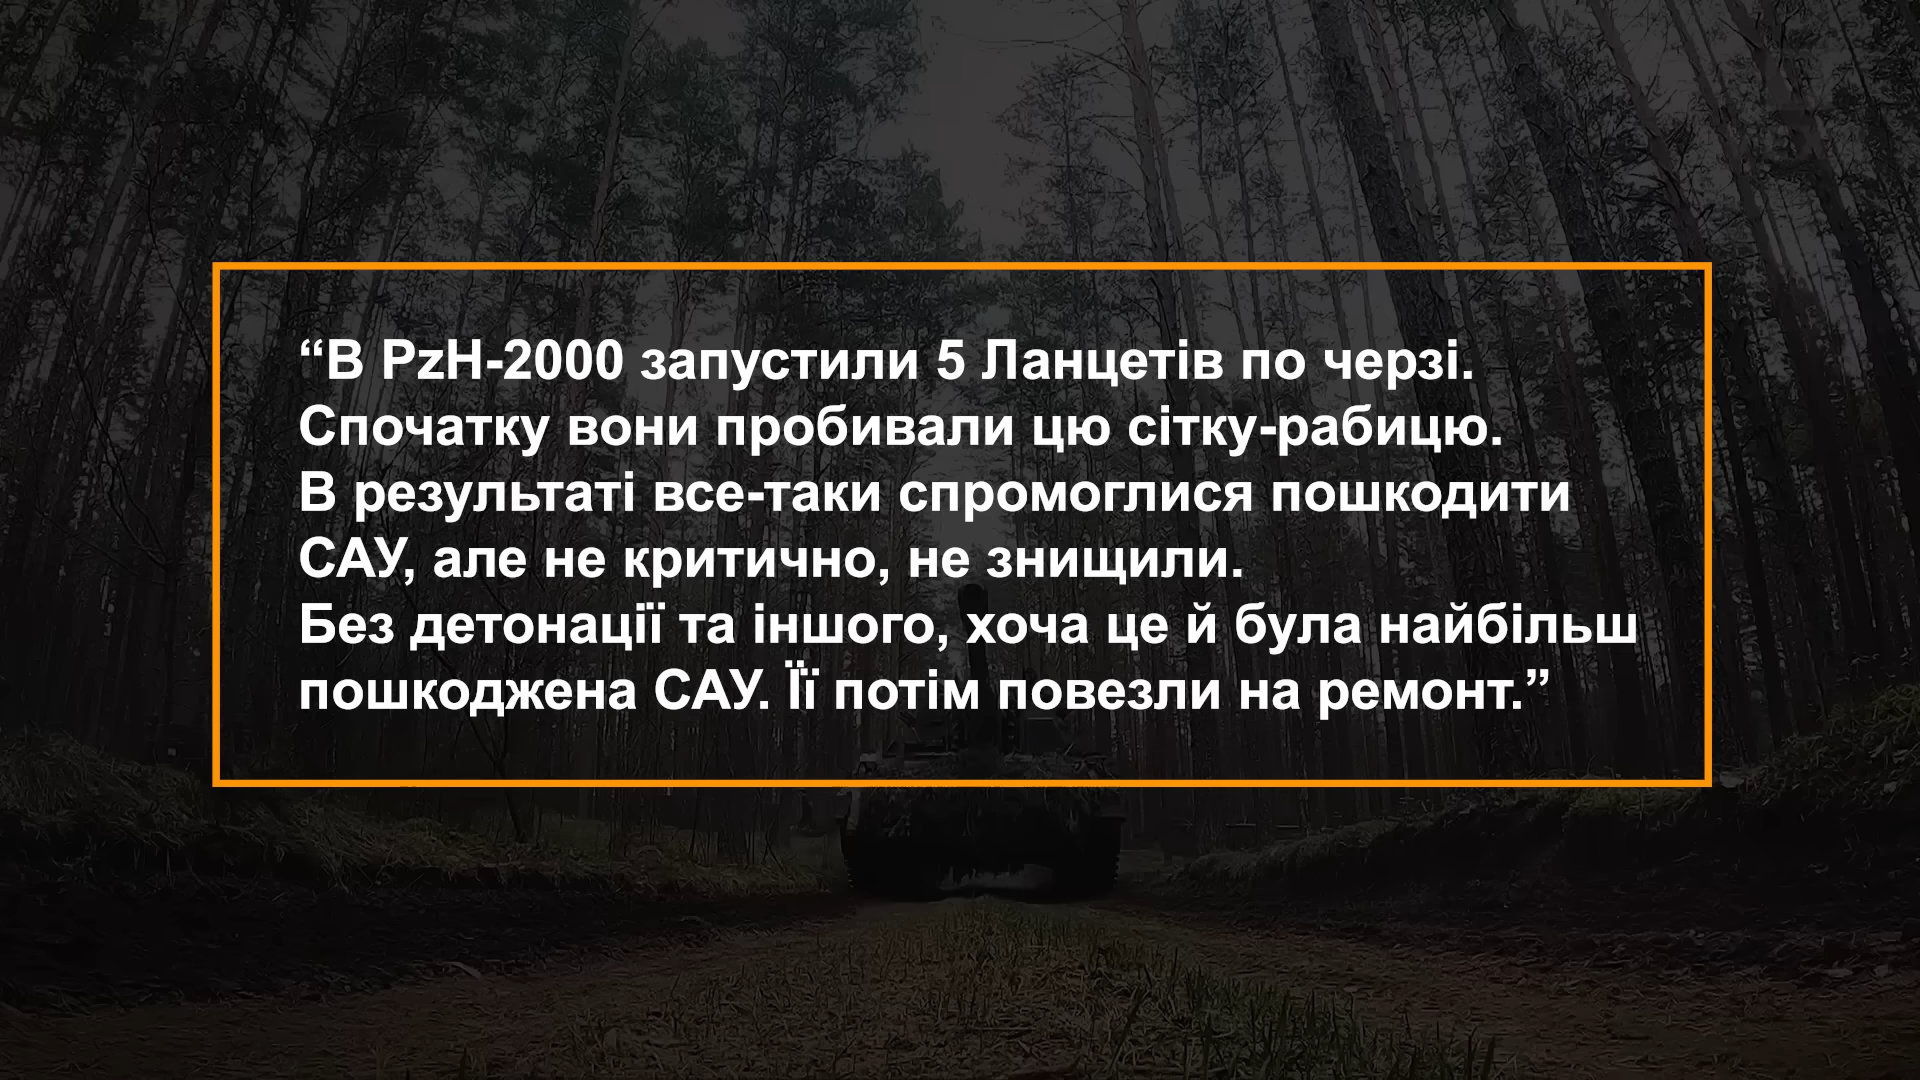 “В PzH-2000 запустили 5 Ланцетів по черзі.
Спочатку вони пробивали цю сітку-рабицю.
В результаті все-таки спромоглися пошкодити
САУ, але не критично, не знищили.
Без детонації та іншого, хоча це й була найбільш
пошкоджена САУ. Її потім повезли на ремонт.”